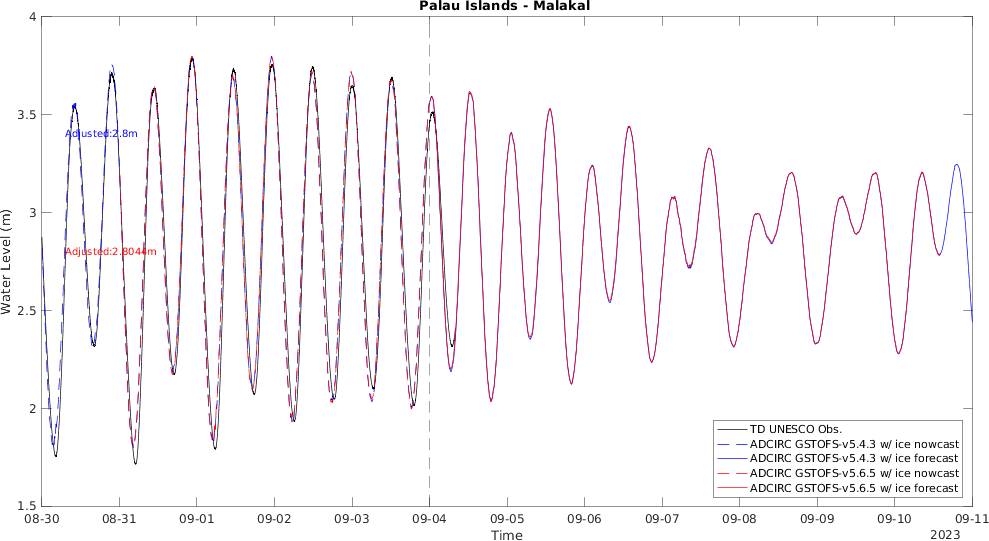 Palau Islands - Malakal
4
3.5
3
2.5
2
1.5
Water Level (m)
Adjusted:2.8m
Adjusted:2.8044m
TD UNESCO Obs.
ADCIRC GSTOFS-v5.4.3 w/ ice nowcast
ADCIRC GSTOFS-v5.4.3 w/ ice forecast
ADCIRC GSTOFS-v5.6.5 w/ ice nowcast
ADCIRC GSTOFS-v5.6.5 w/ ice forecast
08-30 08-31 09-01 09-02 09-03 09-04 09-05 09-06 09-07 09-08 09-09 09-10 09-11
Time
2023